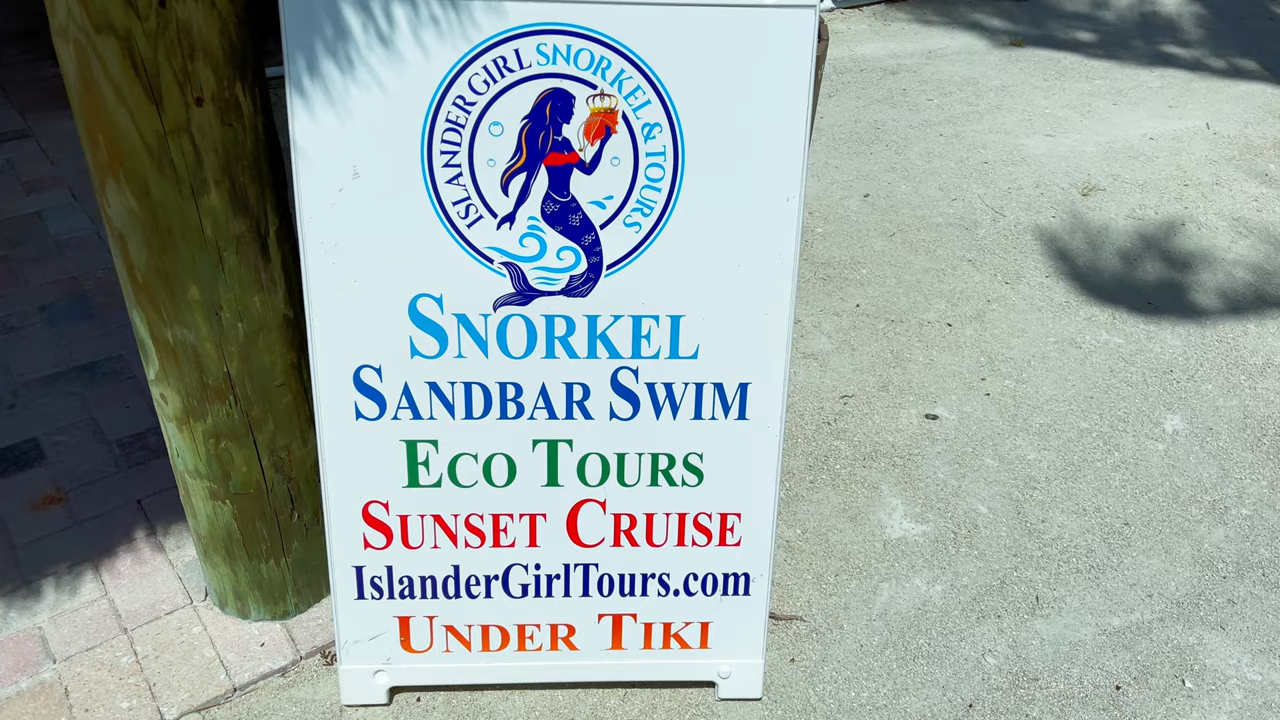 ISLANDER GIRL SNORKEL & TOURS
SNORKEL
SANDBAR SWIM
ECO TOURS
SUNSET CRUISE
IslanderGirlTours.com
UNDER TIKI